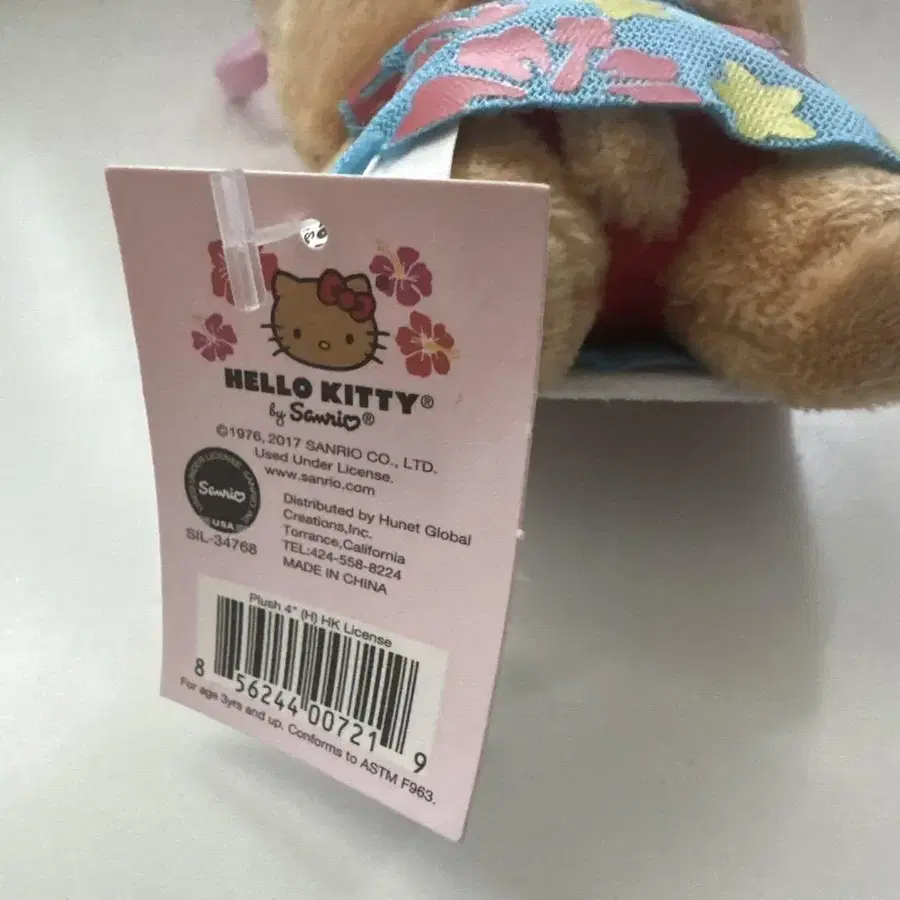 HELLO KITTY®
by Sanrio®
©1976, 2017 SANRIO CO., LTD.
Used Under License.
www.sanrio.com
Sanrio
USA
SIL-34768
Distributed by Hunet Global
Creations,Inc.
Torrance,California
TEL:424-558-8224
MADE IN CHINA
Plush 4" (H) HK License
8 56244 00721 9
For age 3yrs and up. Conforms to ASTM F963.